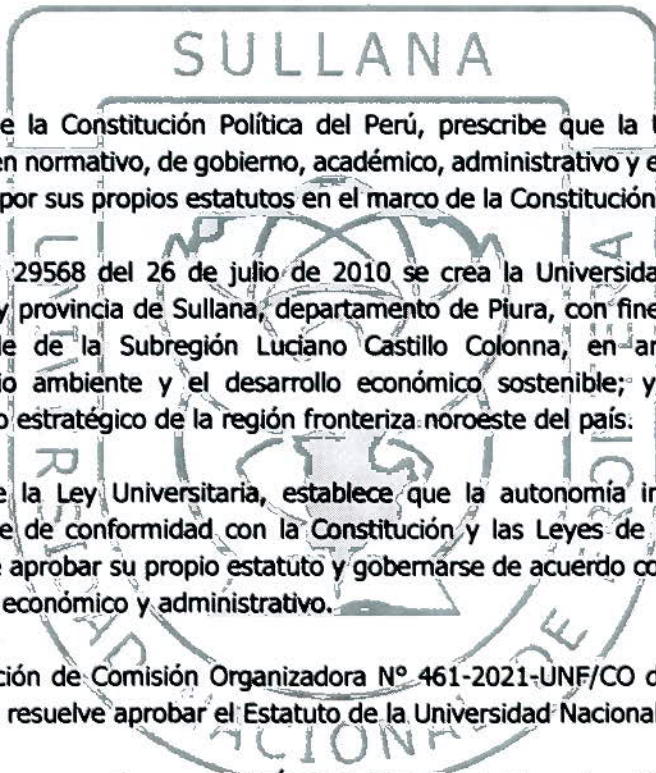 SULLANA
e la Constitución Política del Perú, prescribe que la
en normativo, de gobierno, académico, administrativo y e
por sus propios estatutos en el marco de la Constitución
29568 del 26 de julio de 2010 se crea la Universida
y provincia de Sullana, departamento de Piura, con fine
de la Subregión Luciano Castillo Colonna, en
ambiente y el desarrollo económico sostenible; y
o estratégico de la región fronteriza noroeste del país.
la Ley Universitaria, establece que la autonomía in
e de conformidad con la Constitución y las Leyes de
aprobar su propio estatuto y gobernarse de acuerdo co
económico y administrativo.
ción de Comisión Organizadora Nº 461-2021-UNF/CO d
resuelve aprobar el Estatuto de la Universidad Nacional
UNIVERSIDAD NACIONAL DE FRONTERA